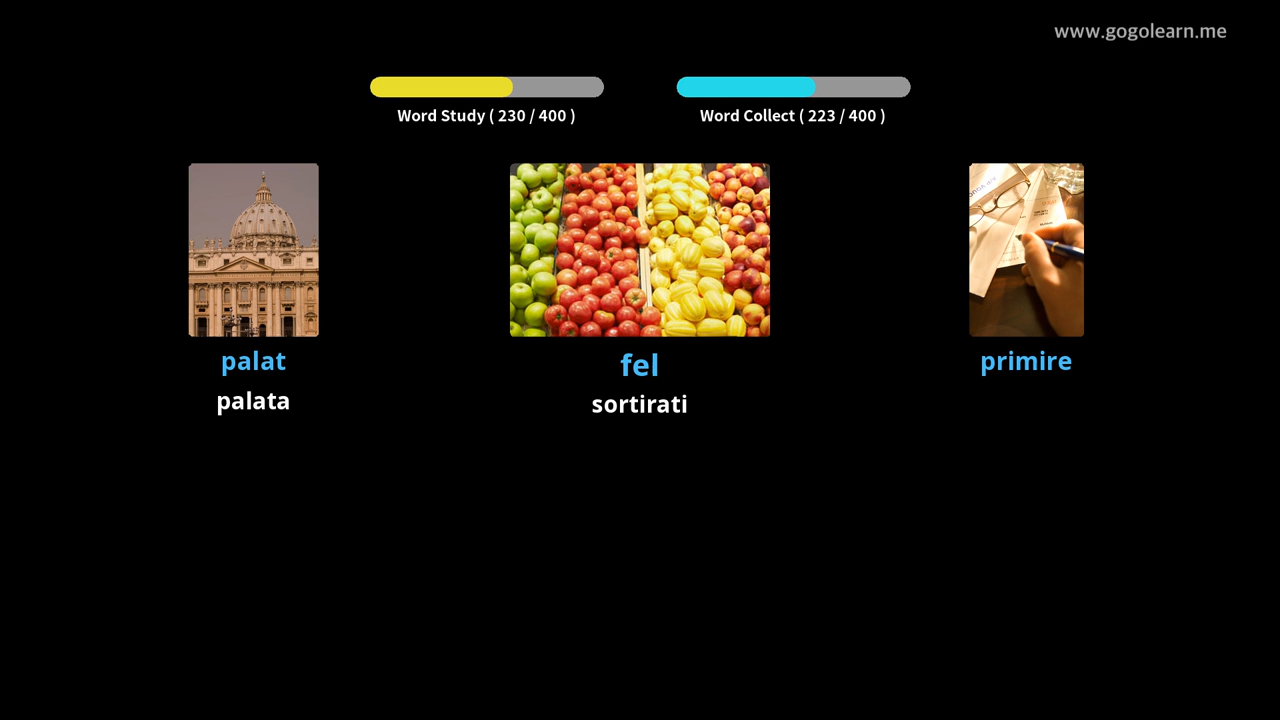 www.gogolearn.me
Word Study ( 230 / 400 )
Word Collect ( 223 / 400 )
palat
fel
primire
palata
sortirati